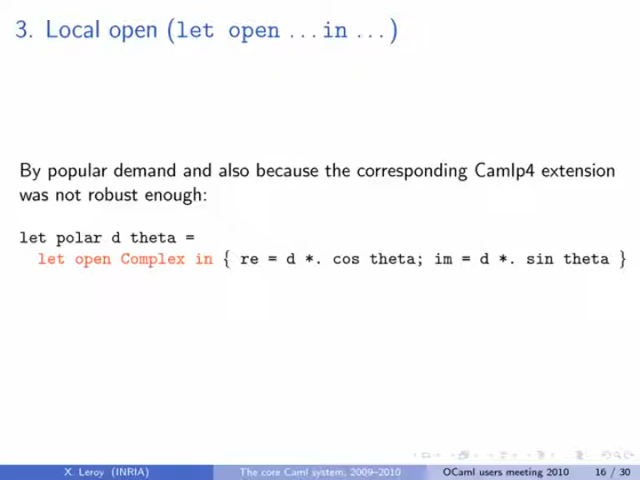 3. Local open (let open ...in ...)
By popular demand and also because the corresponding Camlp4 extension
was not robust enough:
let polar d theta =
let open Complex in { re = d *. cos theta; im = d *. sin theta }
X. Leroy (INRIA)
The core Caml system, 2009–2010
OCaml users meeting 2010
16 / 30